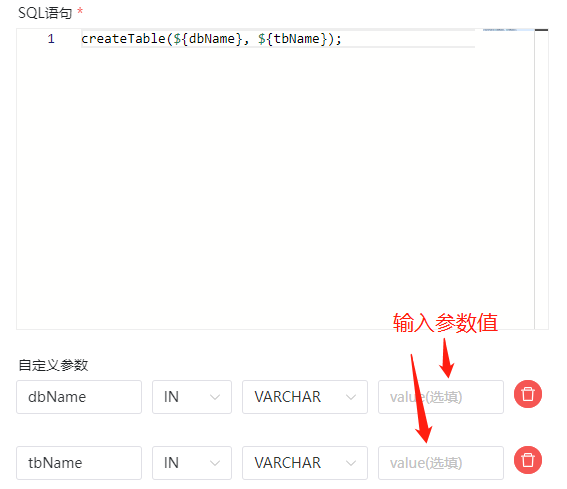 SQL语句 *
1 createTable(${dbName}, ${tbName});
输入参数值
自定义参数
dbName IN VARCHAR value(选填)
tbName IN VARCHAR value(选填)